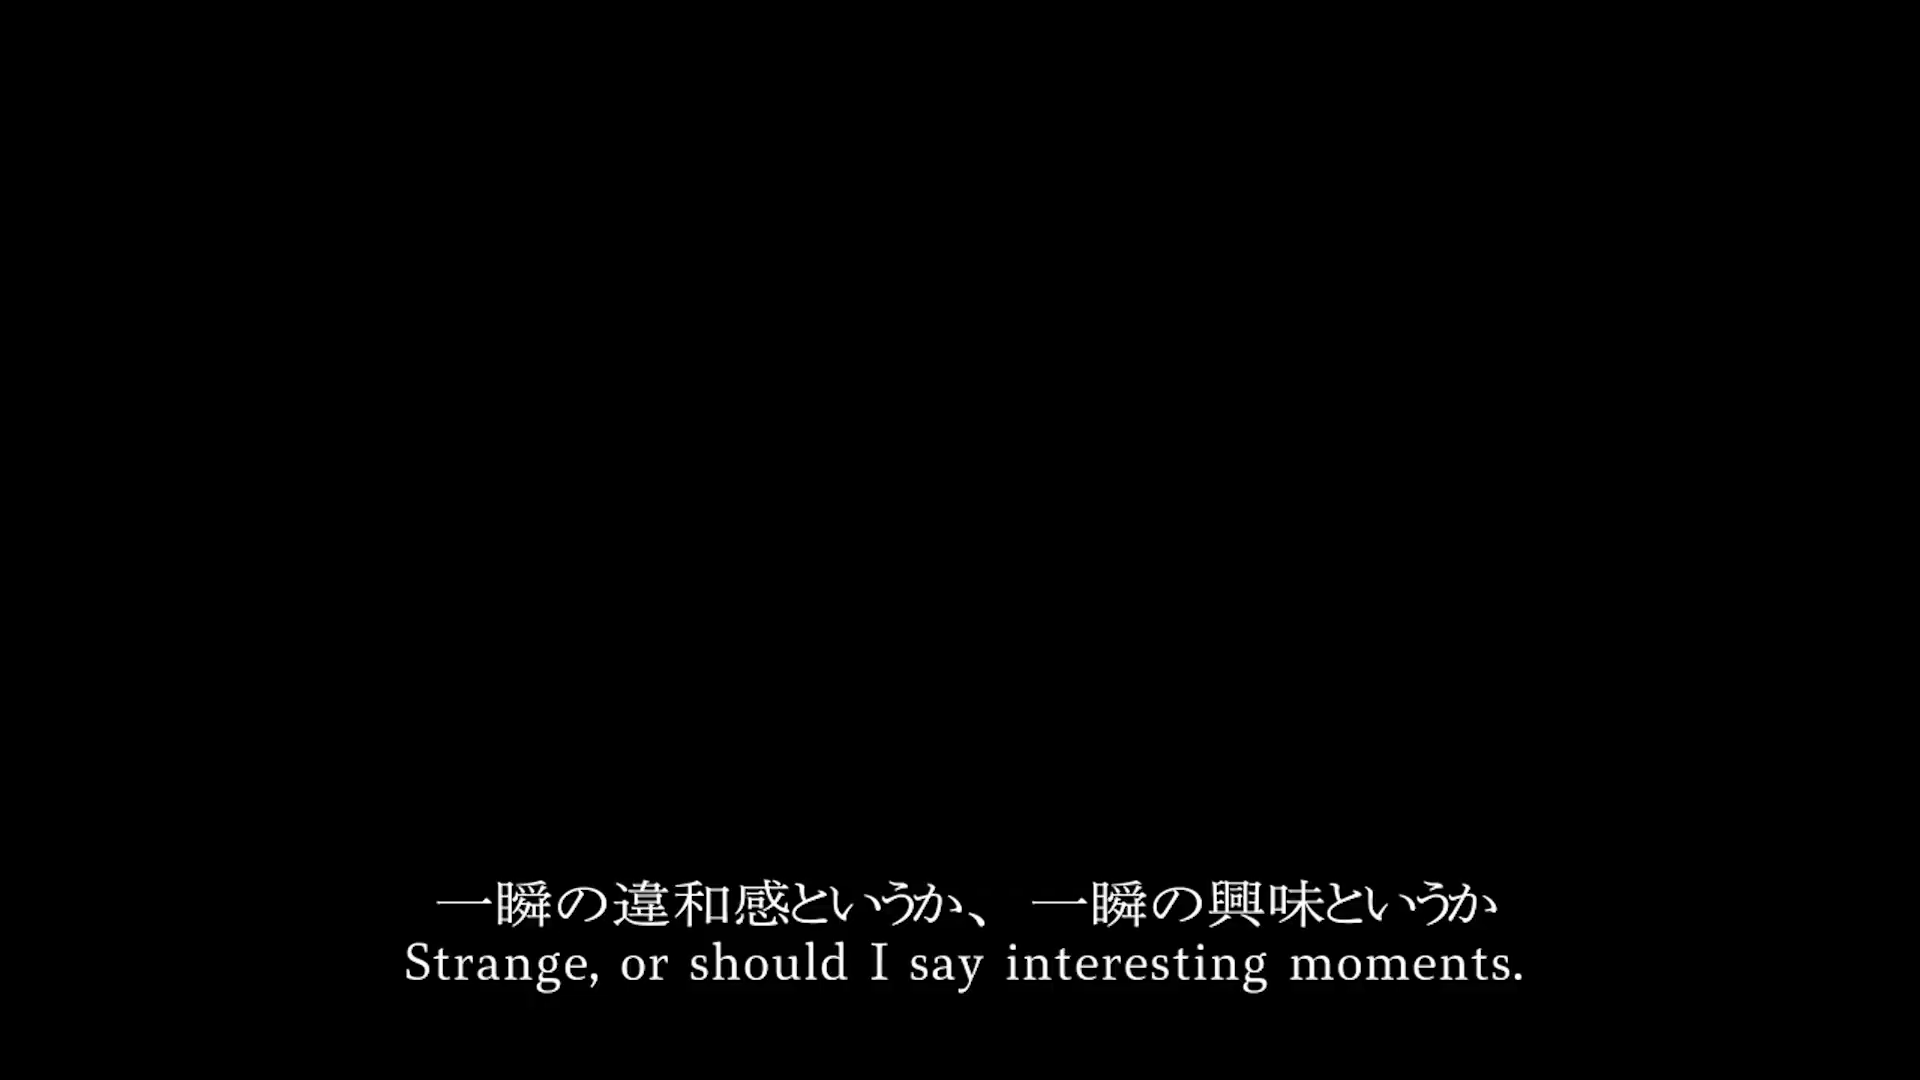 一瞬の違和感というか、一瞬の興味というか
Strange, or should I say interesting moments.